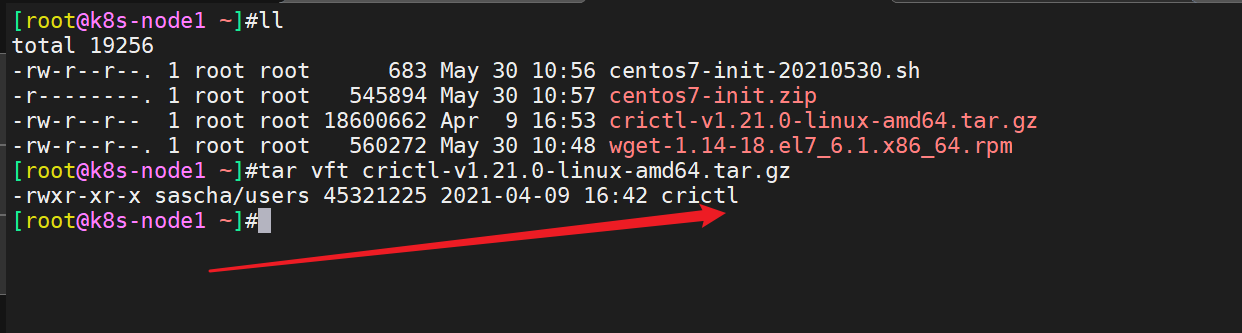 [root@k8s-node1 ~]#ll
total 19256
-rw-r--r--. 1 root root      683 May 30 10:56 centos7-init-20210530.sh
-r--------. 1 root root   545894 May 30 10:57 centos7-init.zip
-rw-r--r--  1 root root 18600662 Apr  9 16:53 crictl-v1.21.0-linux-amd64.tar.gz
-rw-r--r--. 1 root root   560272 May 30 10:48 wget-1.14-18.el7_6.1.x86_64.rpm
[root@k8s-node1 ~]#tar vft crictl-v1.21.0-linux-amd64.tar.gz
-rwxr-xr-x sascha/users 45321225 2021-04-09 16:42 crictl
[root@k8s-node1 ~]#